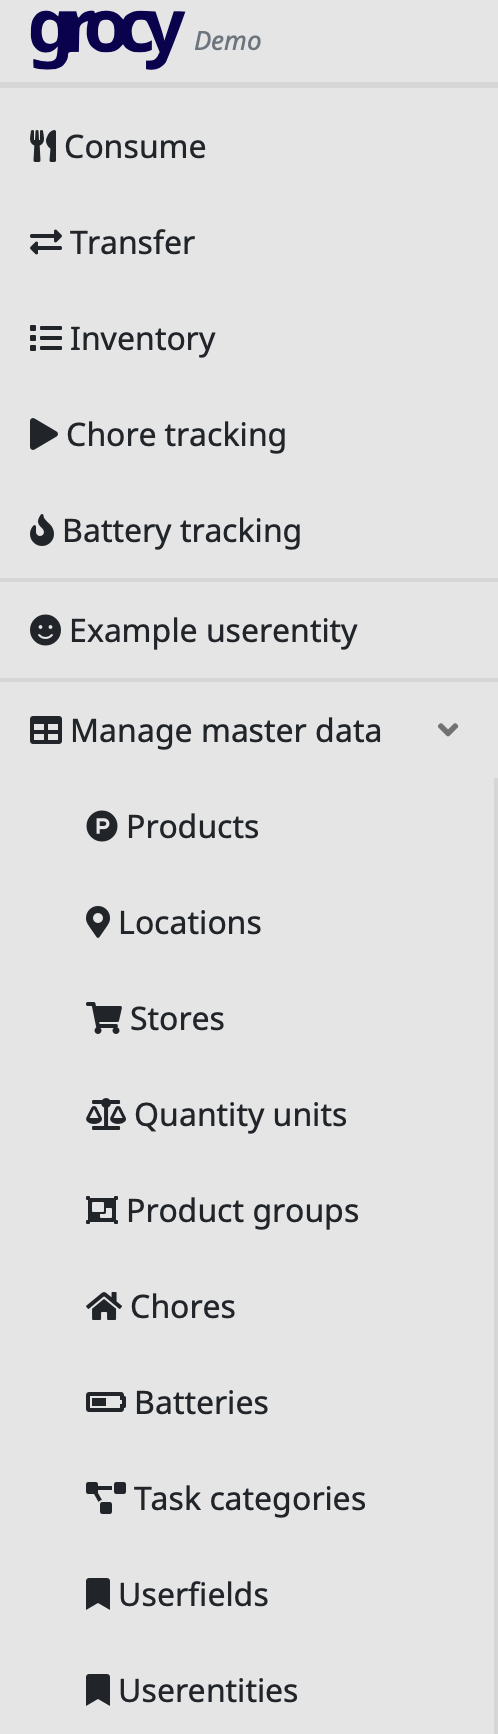 grocy Demo
Consume
Transfer
Inventory
Chore tracking
Battery tracking
Example userentity
Manage master data
Products
Locations
Stores
Quantity units
Product groups
Chores
Batteries
Task categories
Userfields
Userentities